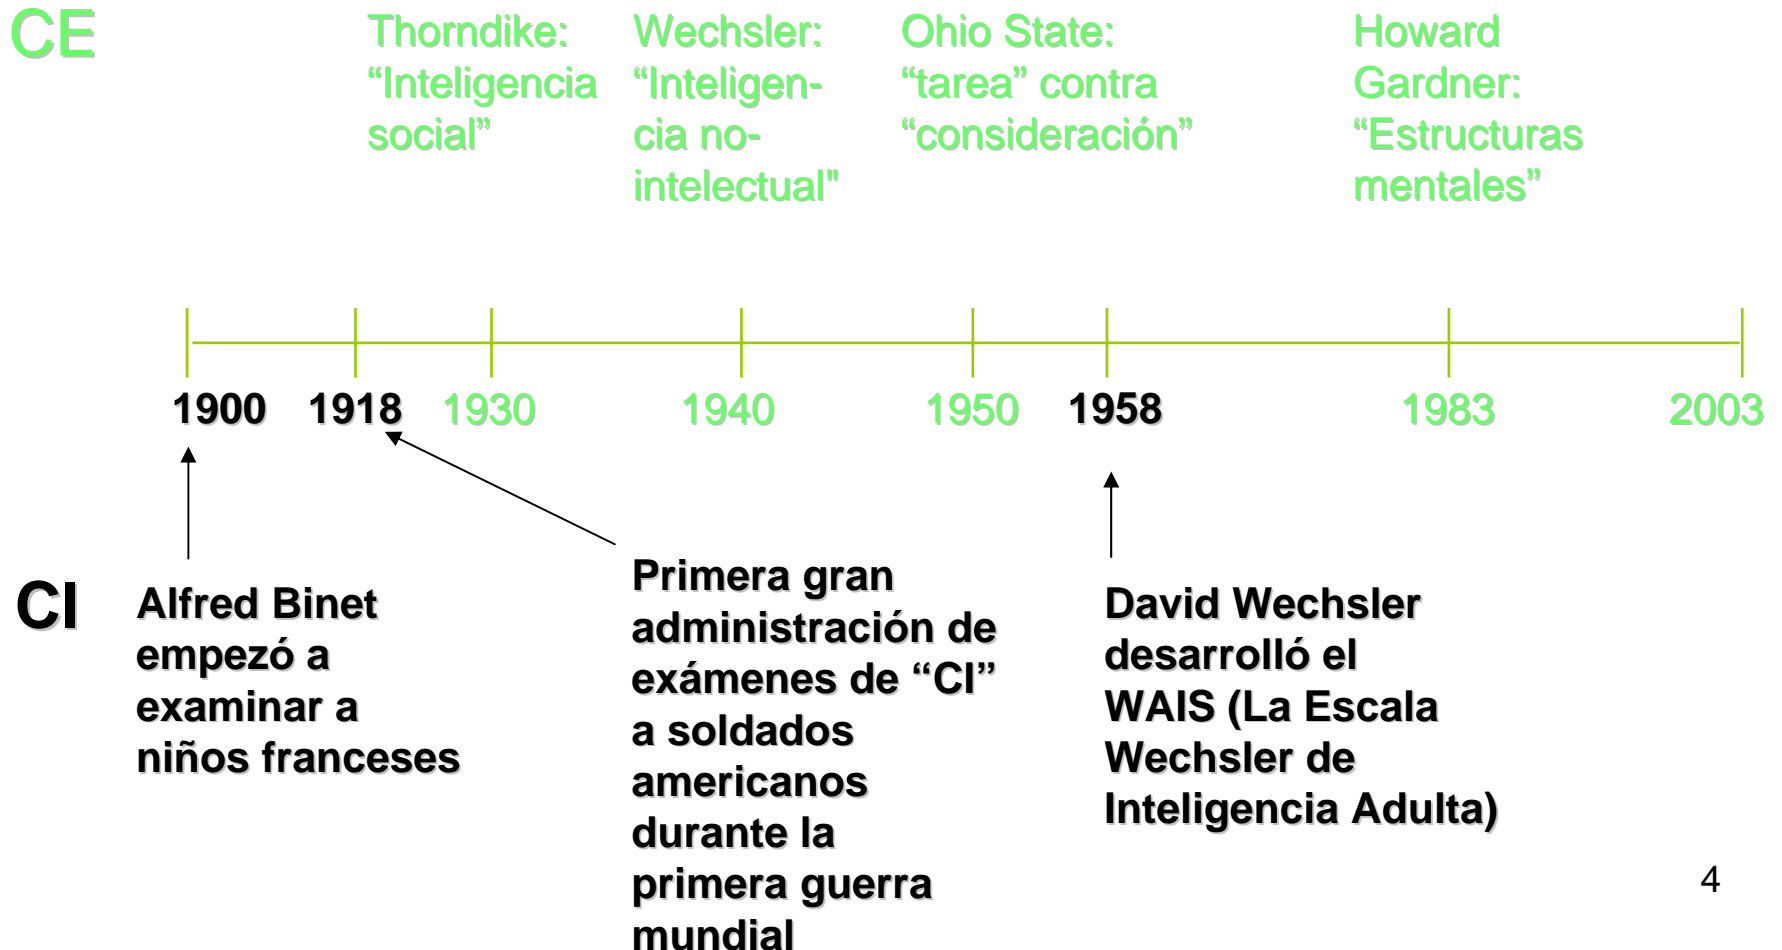 CE
Thorndike:
“Inteligencia
social”
Wechsler:
“Inteligen-
cia no-
intelectual"
Ohio State:
“tarea” contra
“consideración”
Howard
Gardner:
“Estructuras
mentales”
1900 1918 1930 1940 1950 1958 1983 2003
CI
Alfred Binet
empezó a
examinar a
niños franceses
Primera gran
administración de
exámenes de “CI”
a soldados
americanos
durante la
primera guerra
mundial
David Wechsler
desarrolló el
WAIS (La Escala
Wechsler de
Inteligencia Adulta)
4